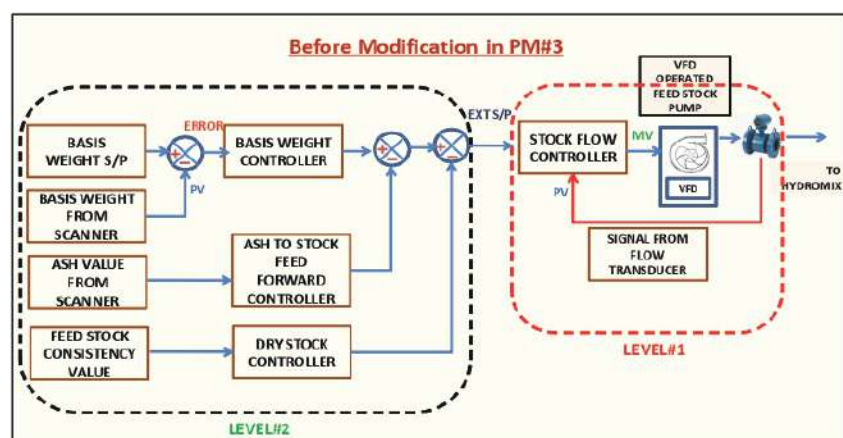 Before Modification in PM#3
VFD
OPERATED
FEED STOCK
PUMP
ERROR
EXT S/P
BASIS
WEIGHT S/P
+
-
BASIS WEIGHT
CONTROLLER
+
-
+
-
STOCK FLOW
CONTROLLER
MV
VFD
PV
PV
TO
HYDROMIX
BASIS WEIGHT
FROM
SCANNER
SIGNAL FROM
FLOW
TRANSDUCER
ASH VALUE
FROM
SCANNER
ASH TO STOCK
FEED
FORWARD
CONTROLLER
FEED STOCK
CONSISTENCY
VALUE
DRY STOCK
CONTROLLER
LEVEL#1
LEVEL#2